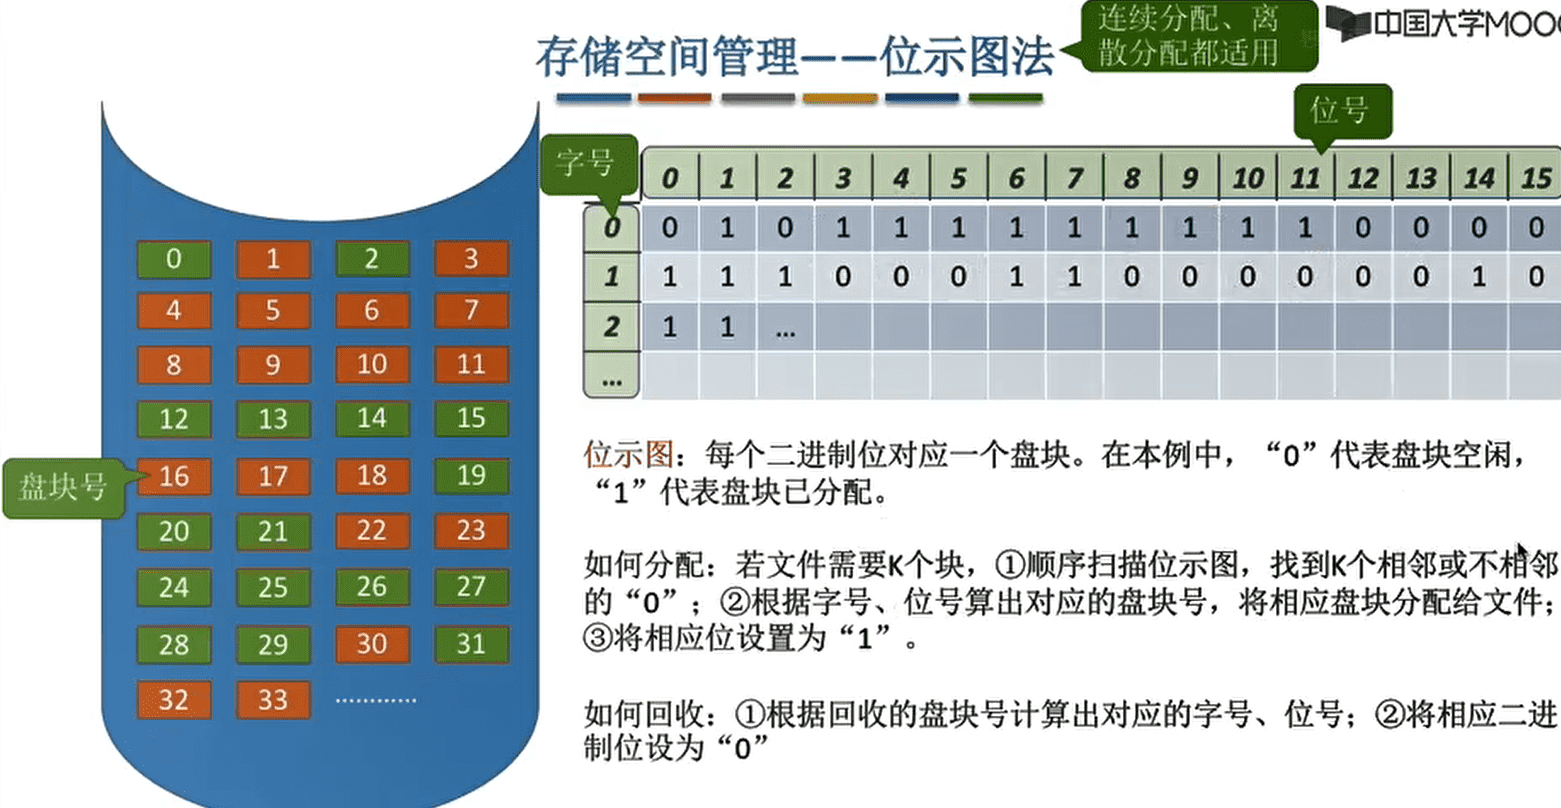 连续分配、离
散分配都适用
中国大学MOO
存储空间管理——位示图法
位号
字号
0 1 2 3 4 5 6 7 8 9 10 11 12 13 14 15
0 0 1 0 1 1 1 1 1 1 1 1 1 0 0 0 0
1 1 1 1 0 0 0 1 1 0 0 0 0 0 0 1 0
2 1 1 …
…
0 1 2 3
4 5 6 7
8 9 10 11
12 13 14 15
盘块号
16 17 18 19
20 21 22 23
24 25 26 27
28 29 30 31
32 33 …………
位示图：每个二进制位对应一个盘块。在本例中，“0”代表盘块空闲，
“1”代表盘块已分配。
如何分配：若文件需要K个块，①顺序扫描位示图，找到K个相邻或不相邻
的“0”；②根据字号、位号算出对应的盘块号，将相应盘块分配给文件；
③将相应位设置为“1”。
如何回收：①根据回收的盘块号计算出对应的字号、位号；②将相应二进
制位设为“0”